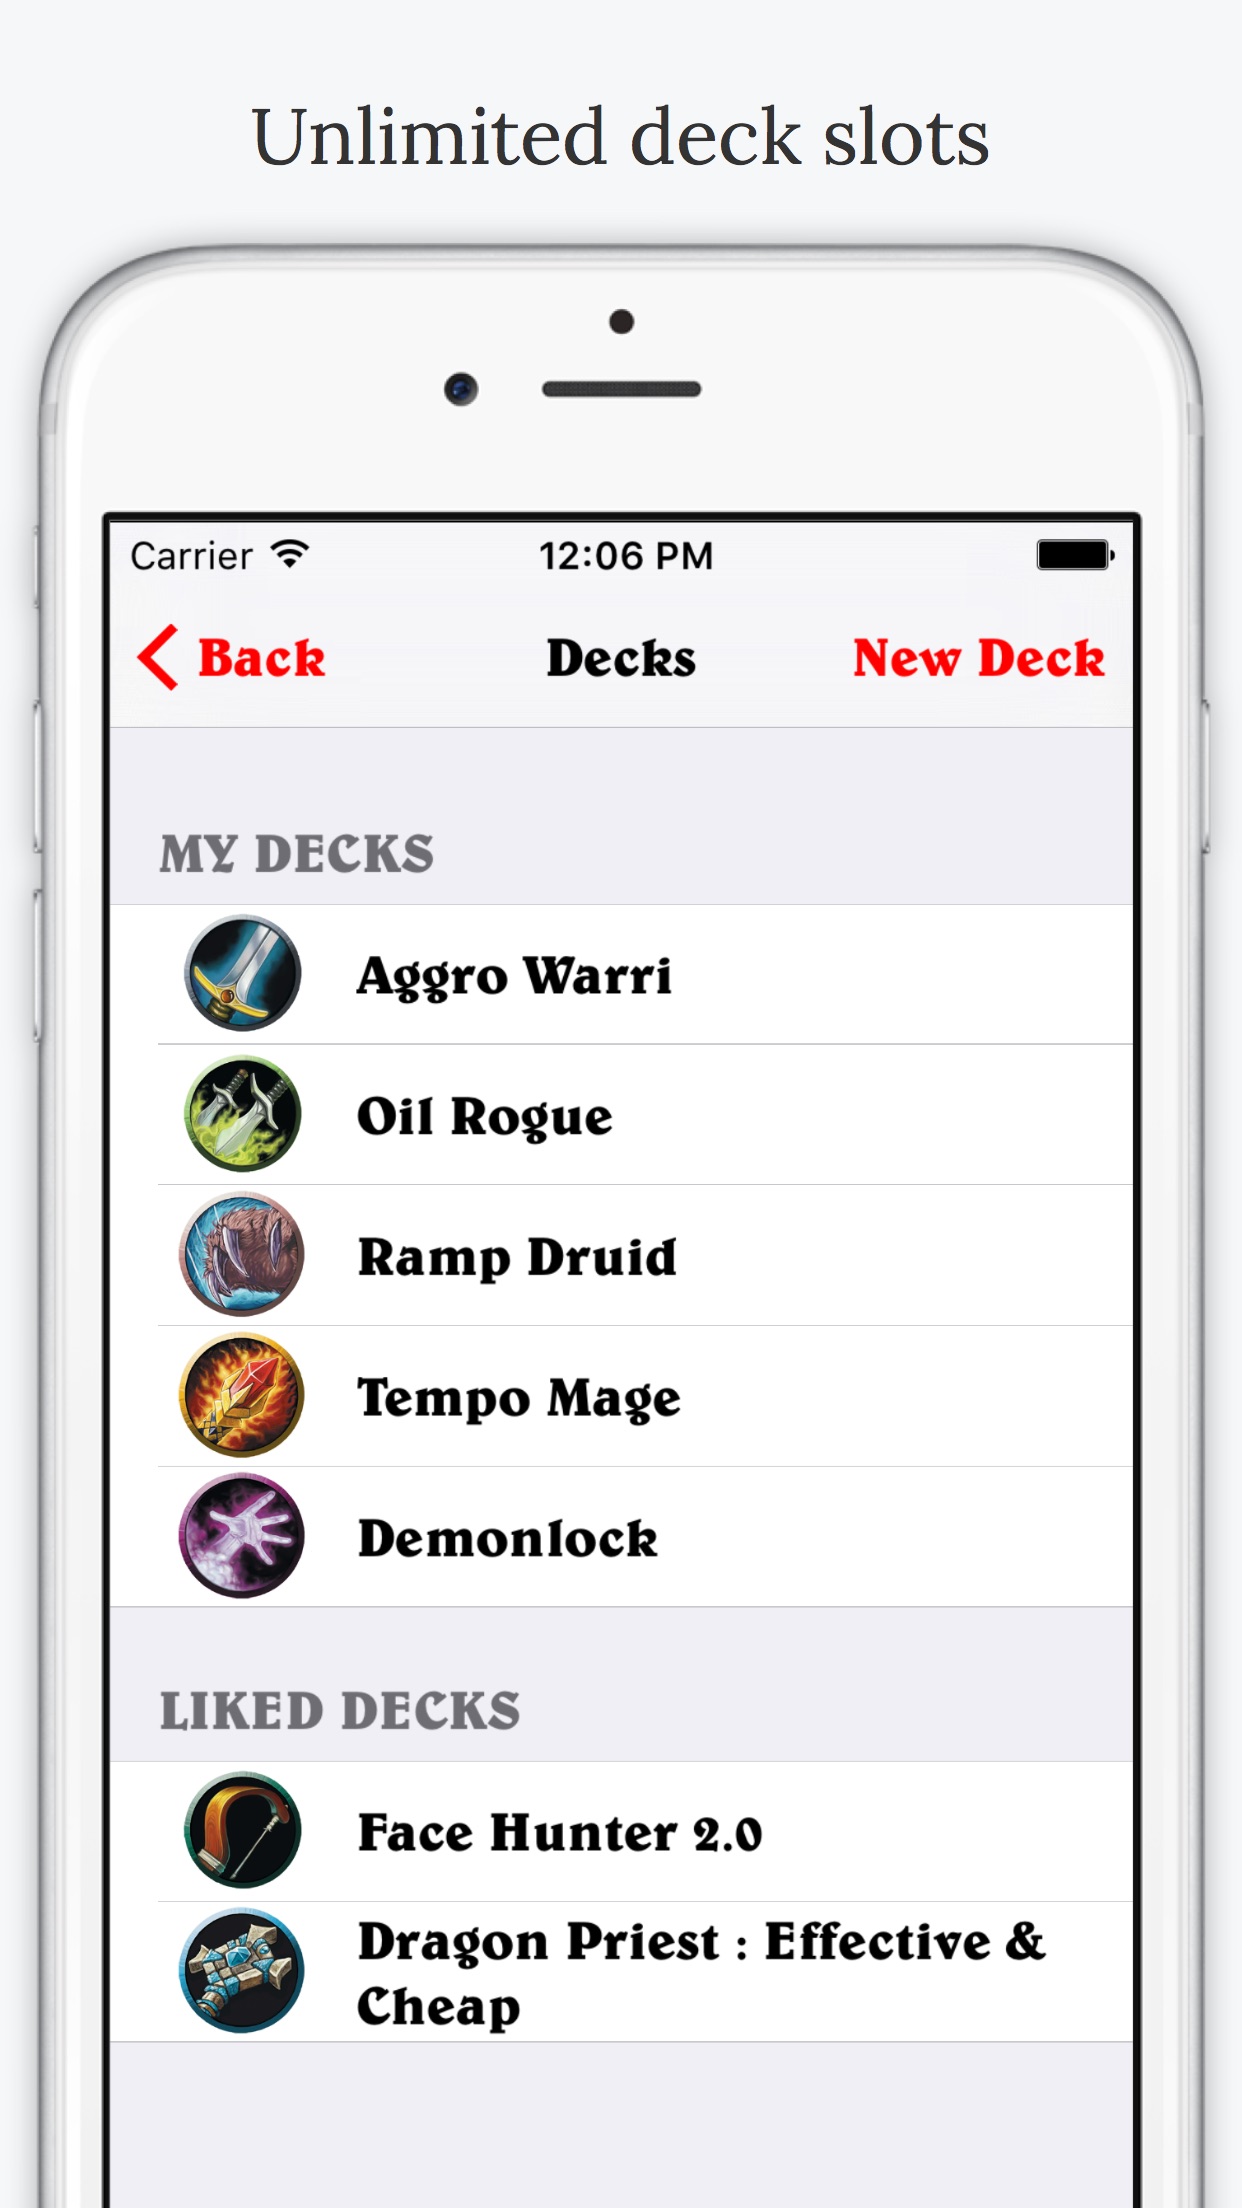 Unlimited deck slots
Carrier 12:06 PM
Back Decks New Deck
MY DECKS
Aggro Warri
Oil Rogue
Ramp Druid
Tempo Mage
Demonlock
LIKED DECKS
Face Hunter 2.0
Dragon Priest : Effective &
Cheap